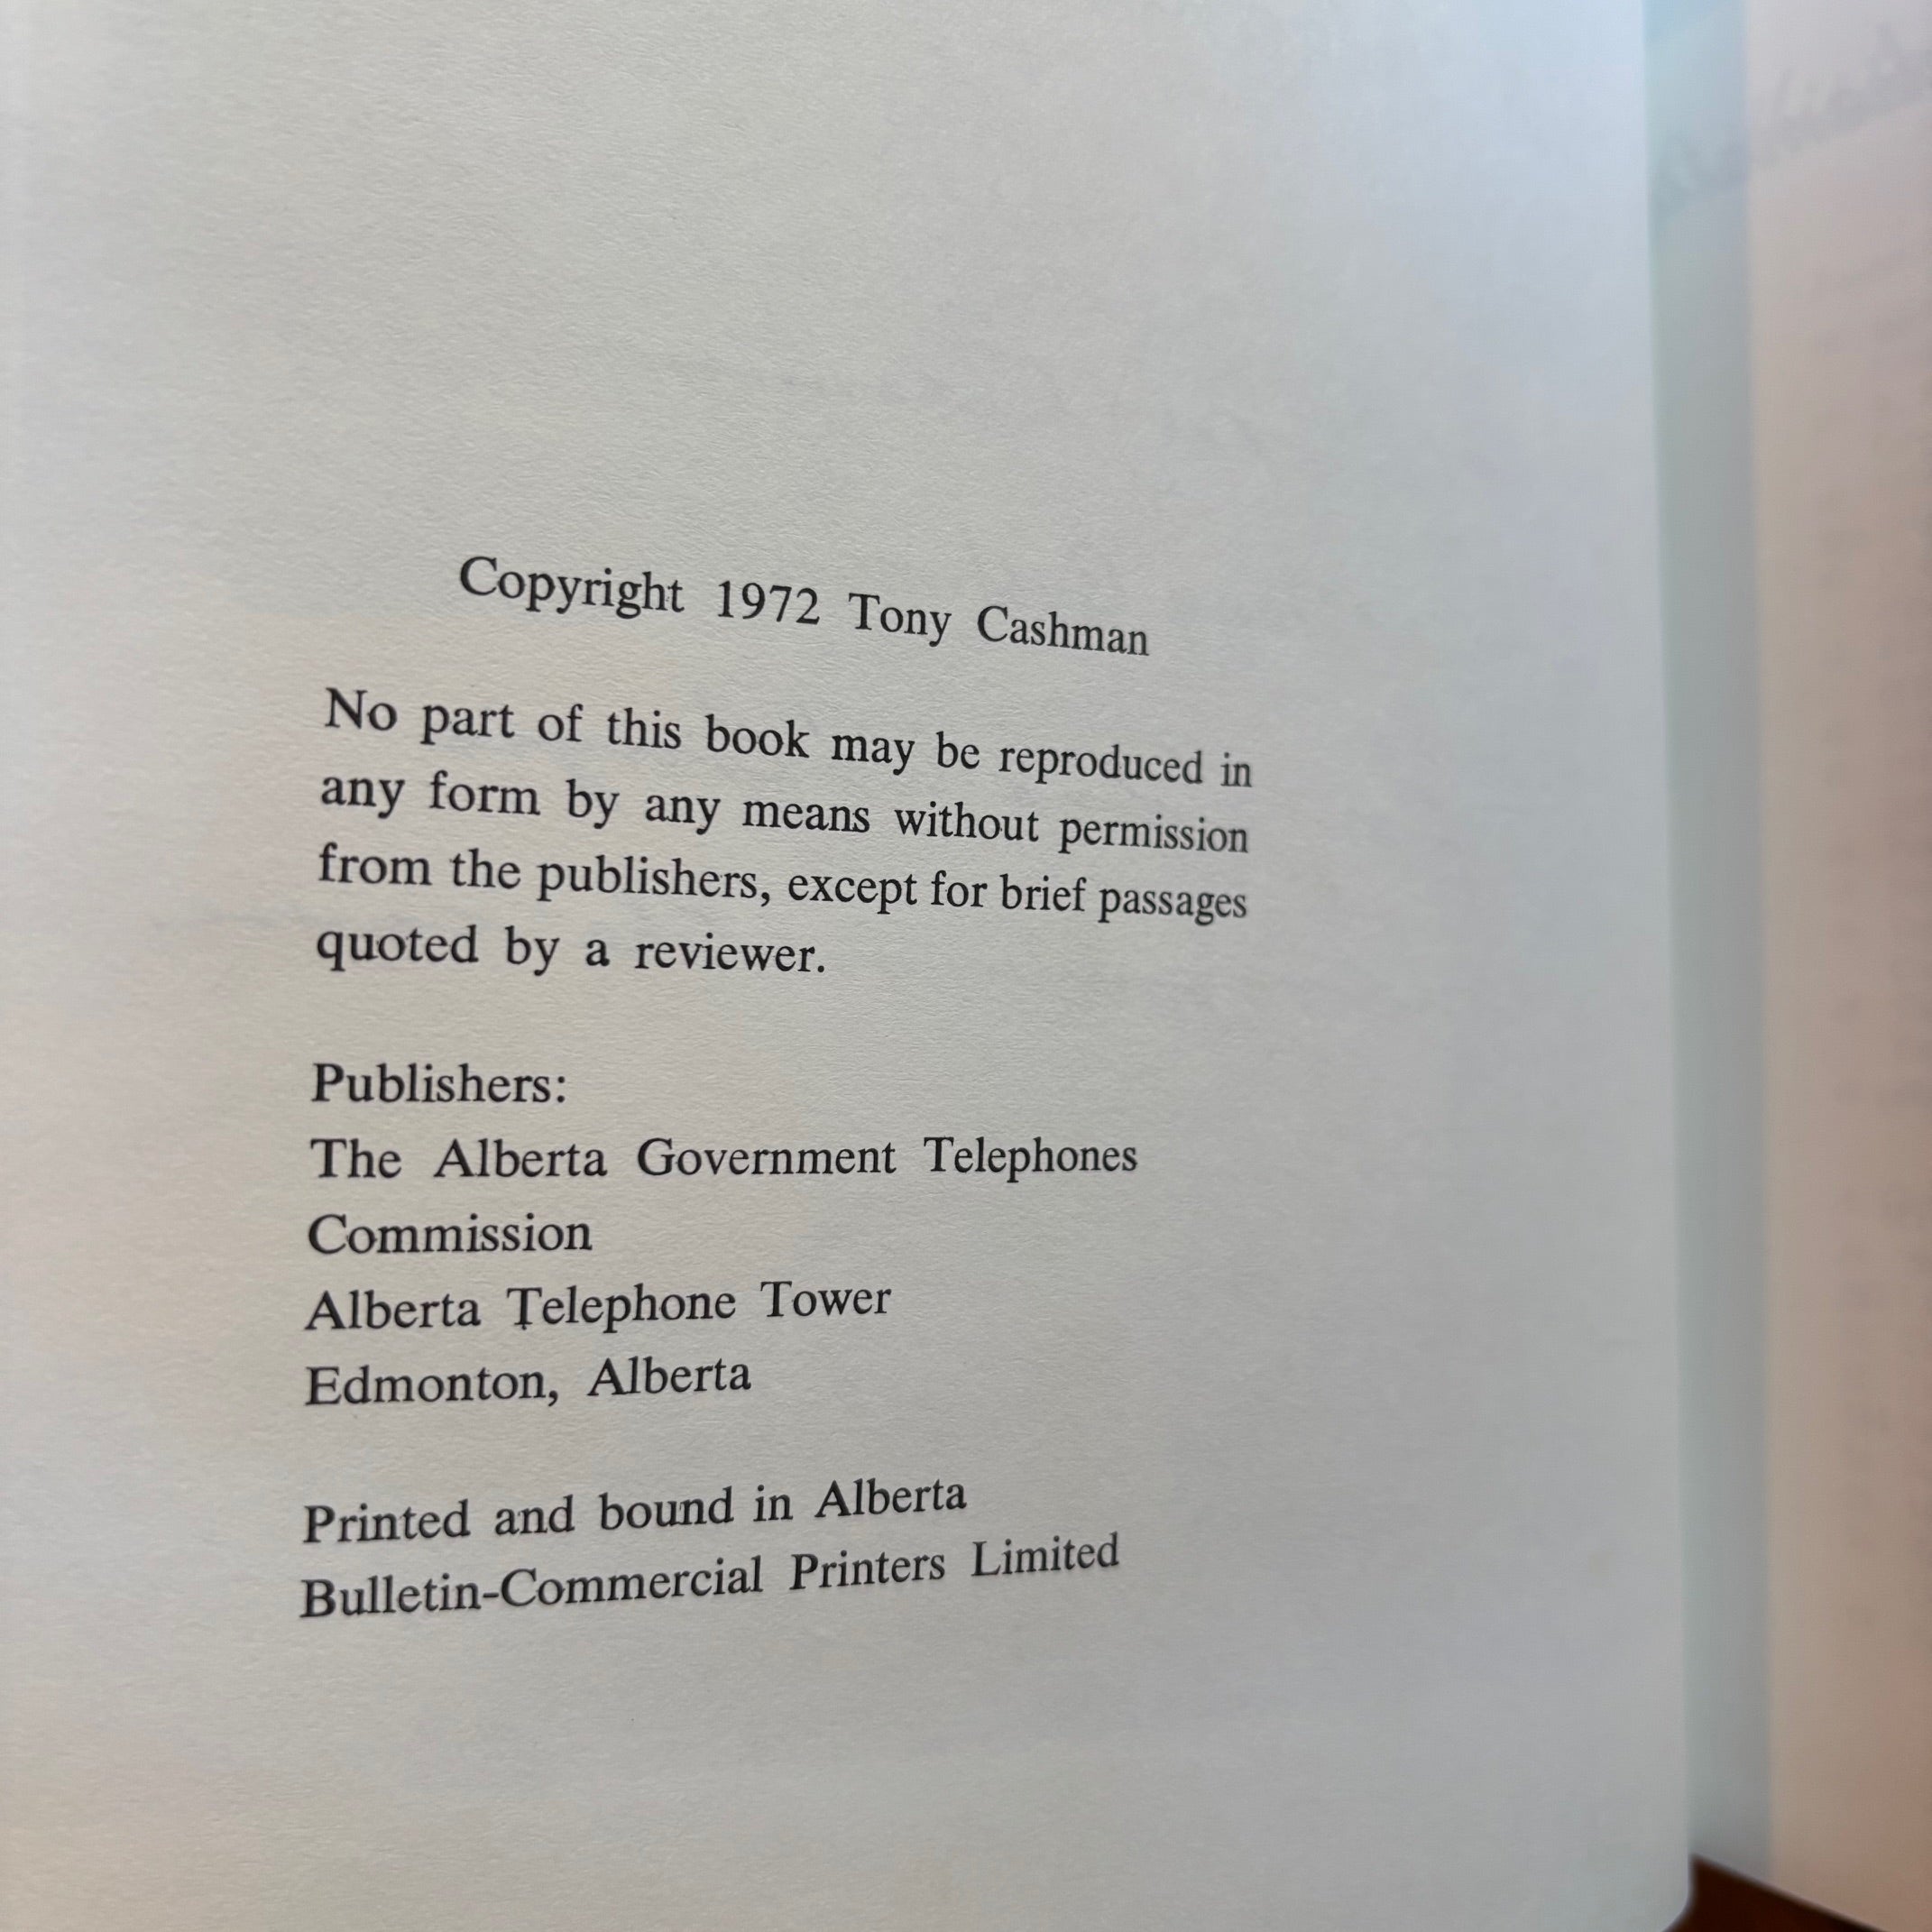 Copyright 1972 Tony Cashman
No part of this book may be reproduced in
any form by any means without permission
from the publishers, except for brief passages
quoted by a reviewer.
Publishers:
The Alberta Government Telephones
Commission
Alberta Telephone Tower
Edmonton, Alberta
Printed and bound in Alberta
Bulletin-Commercial Printers Limited